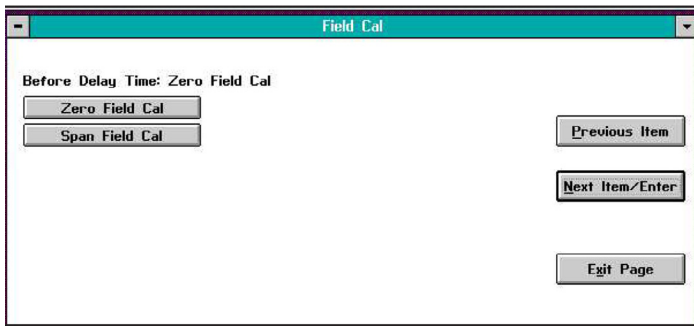 Field Cal
Before Delay Time: Zero Field Cal
Zero Field Cal
Span Field Cal
Previous Item
Next Item/Enter
Exit Page